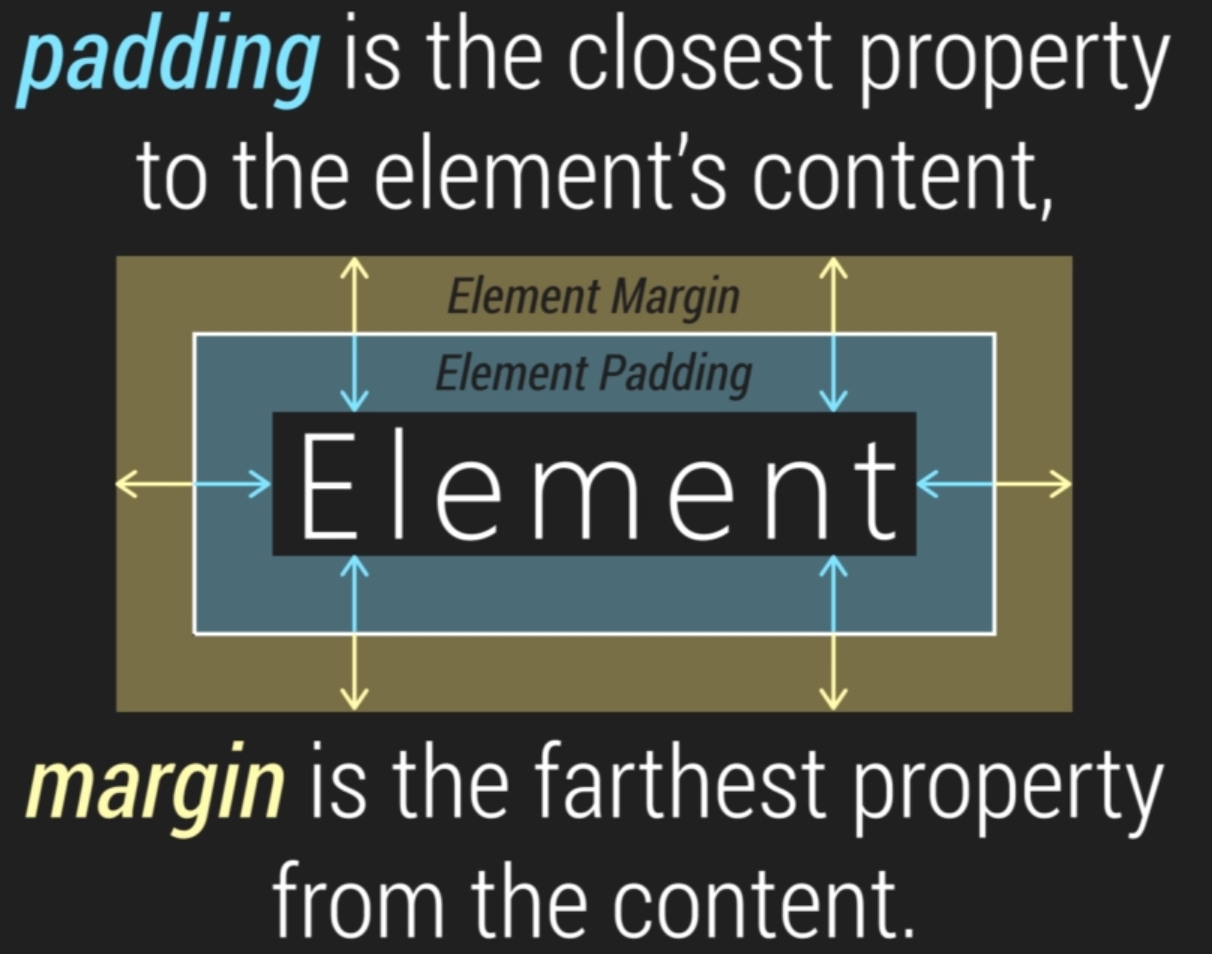 padding is the closest property
to the element’s content,
Element Margin
Element Padding
Element
margin is the farthest property
from the content.